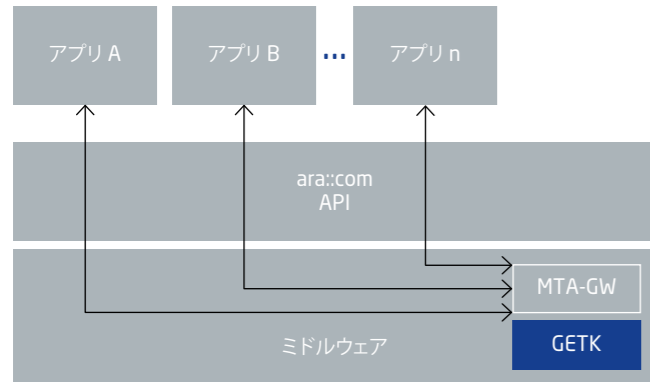 アプリ A
アプリ B
...
アプリ n
ara::com
API
MTA-GW
GETK
ミドルウェア